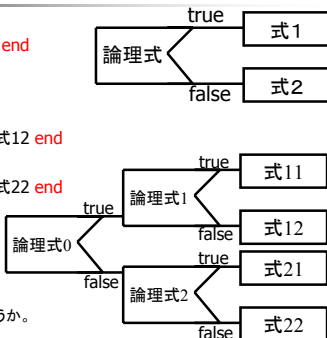 true
end
式1
論理式
式2
false
式12 end
true
式11
式22 end
論理式1
true
false
式12
論理式0
true
式21
false
論理式2
うか。
false
式22